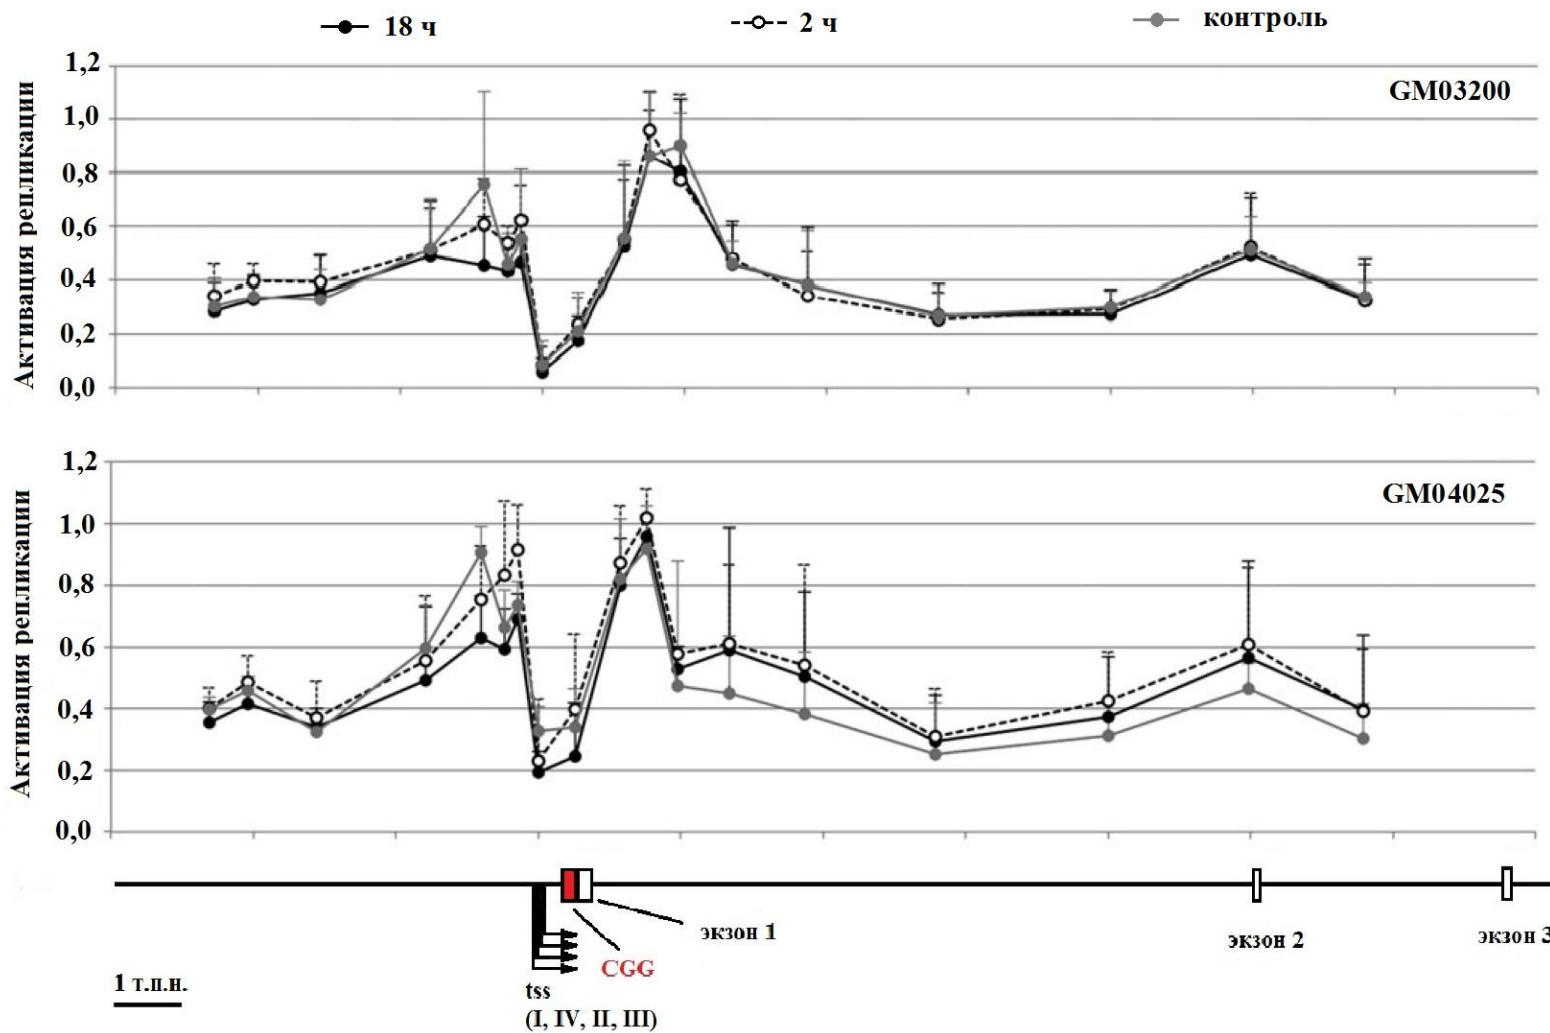 18 ч
2 ч
контроль
Активация репликации
1,2
1,0
0,8
0,6
0,4
0,2
0,0
GM03200
Активация репликации
1,2
1,0
0,8
0,6
0,4
0,2
0,0
GM04025
экзон 1
экзон 2
экзон 3
CGG
1 т.п.н.
tss
(I, IV, II, III)